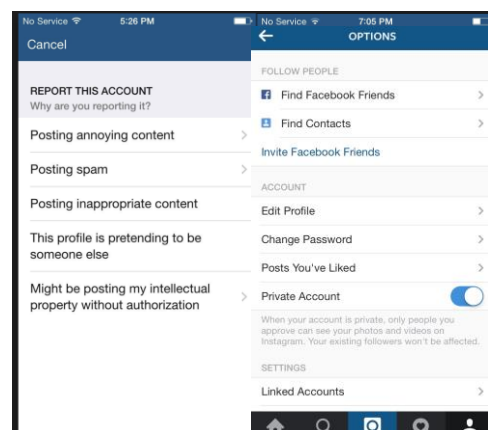 No Service 5:26 PM
Cancel
REPORT THIS ACCOUNT
Why are you reporting it?
Posting annoying content
Posting spam
Posting inappropriate content
This profile is pretending to be
someone else
Might be posting my intellectual
property without authorization
No Service 7:05 PM
OPTIONS
FOLLOW PEOPLE
Find Facebook Friends
Find Contacts
Invite Facebook Friends
ACCOUNT
Edit Profile
Change Password
Posts You've Liked
Private Account
When your account is private, only people you
approve can see your photos and videos on
Instagram. Your existing followers won't be affected.
SETTINGS
Linked Accounts